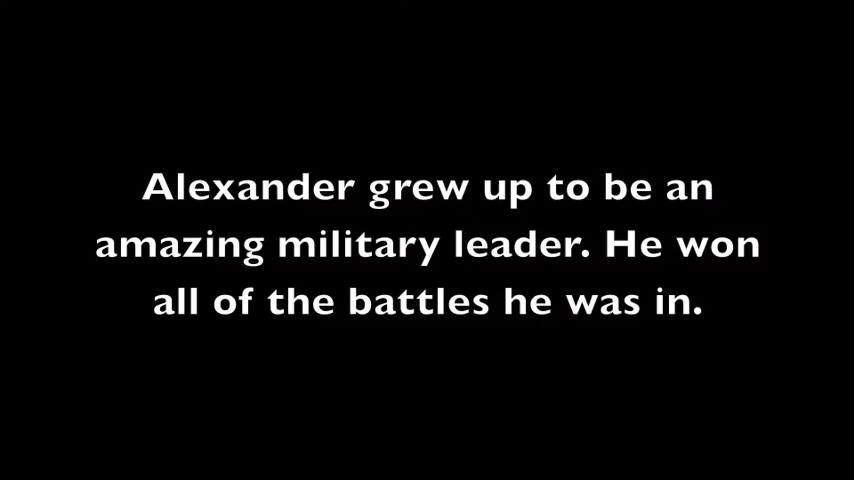 Alexander grew up to be an
amazing military leader. He won
all of the battles he was in.